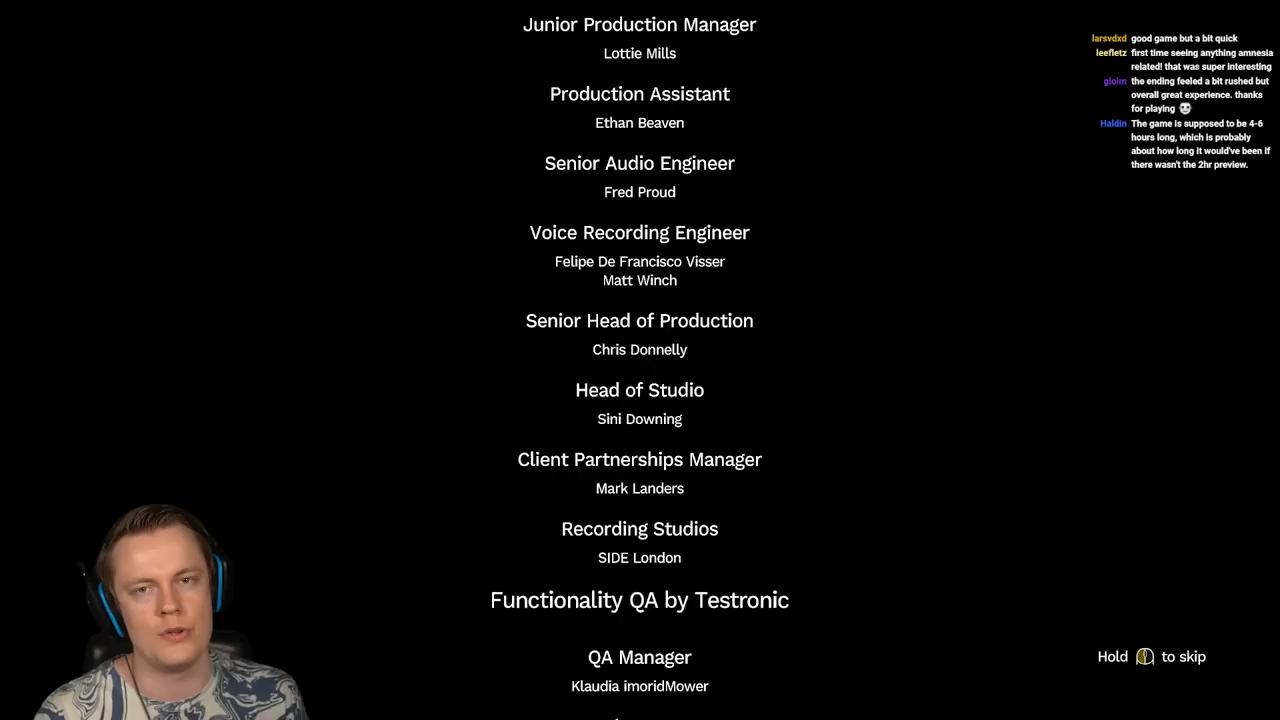 Junior Production Manager
Lottie Mills
Production Assistant
Ethan Beaven
Senior Audio Engineer
Fred Proud
Voice Recording Engineer
Felipe De Francisco Visser
Matt Winch
Senior Head of Production
Chris Donnelly
Head of Studio
Sini Downing
Client Partnerships Manager
Mark Landers
Recording Studios
SIDE London
Functionality QA by Testronic
QA Manager
Klaudia imoridMower
larsvdxd good game but a bit quick
leefletz first time seeing anything amnesia
related! that was super interesting
gloim the ending feeled a bit rushed but
overall great experience. thanks
for playing
Haldin The game is supposed to be 4-6
hours long, which is probably
about how long it would've been if
there wasn't the 2hr preview.
Hold to skip